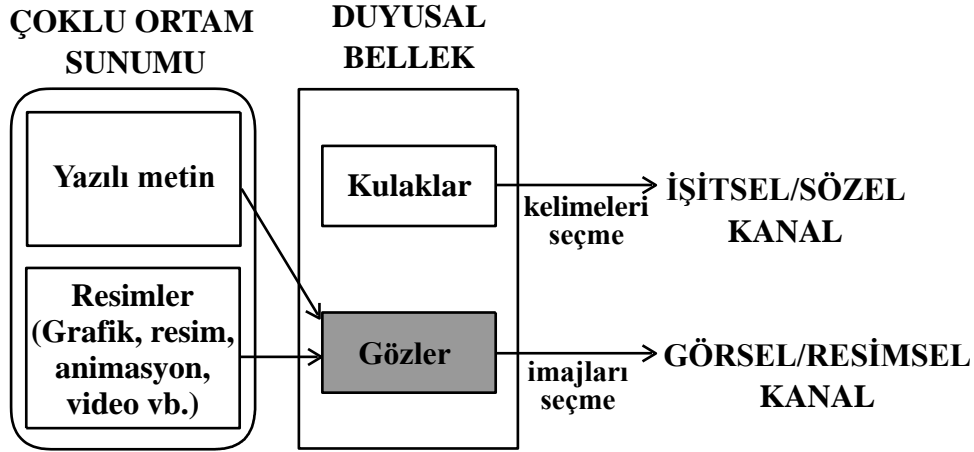 ÇOKLU ORTAM
SUNUMU
DUYUSAL
BELLEK
Yazılı metin
Kulaklar
kelimeleri
seçme
İŞİTSEL/SÖZEL
KANAL
Resimler
(Grafik, resim,
animasyon,
video vb.)
Gözler
imajları
seçme
GÖRSEL/RESİMSEL
KANAL